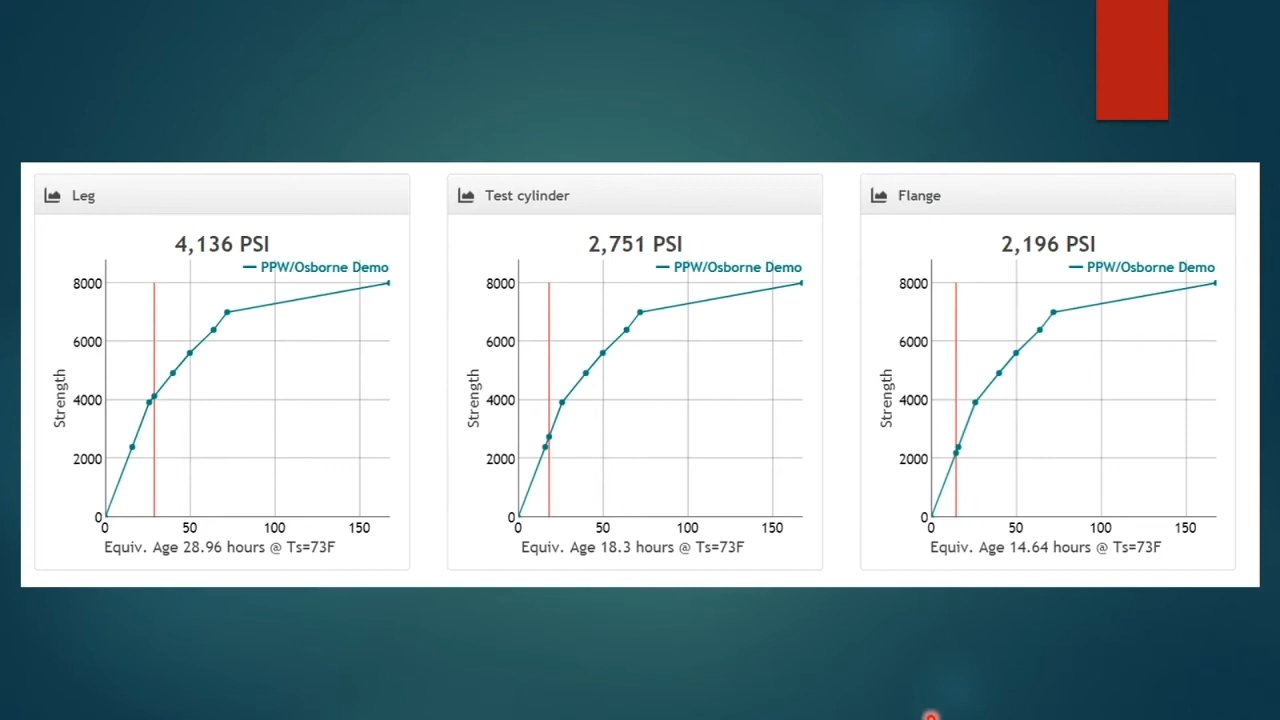 Leg
4,136 PSI
PPW/Osborne Demo
8000
6000
4000
2000
0
Strength
0 50 100 150
Equiv. Age 28.96 hours @ Ts=73F
Test cylinder
2,751 PSI
PPW/Osborne Demo
8000
6000
4000
2000
0
Strength
0 50 100 150
Equiv. Age 18.3 hours @ Ts=73F
Flange
2,196 PSI
PPW/Osborne Demo
8000
6000
4000
2000
0
Strength
0 50 100 150
Equiv. Age 14.64 hours @ Ts=73F